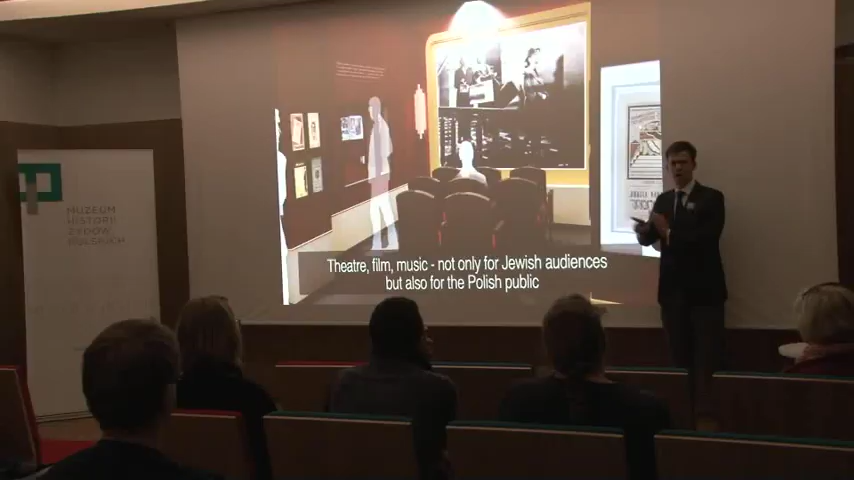 MUZEUM
HISTORII
ŻYDÓW
POLSKICH
Theatre, film, music - not only for Jewish audiences
but also for the Polish public